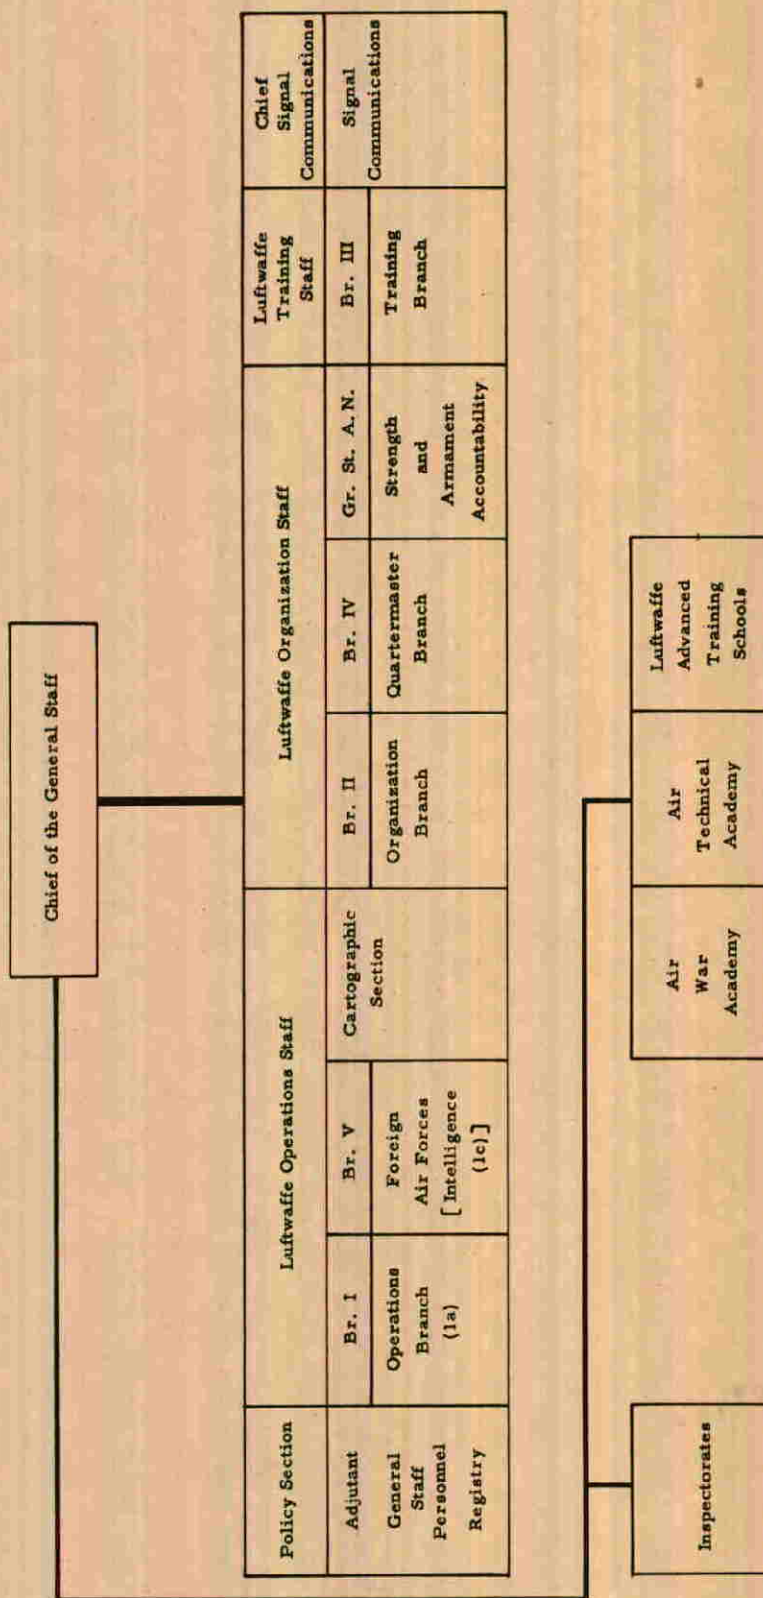 Chief of the General Staff
Policy Section
Adjutant
General
Staff
Personnel
Registry
Luftwaffe Operations Staff
Br. I
Operations
Branch
(1a)
Br. V
Foreign
Air Forces
[Intelligence
(1c)]
Cartographic
Section
Luftwaffe Organization Staff
Br. II
Organization
Branch
Br. IV
Quartermaster
Branch
Gr. St. A. N.
Strength
and
Armament
Accountability
Luftwaffe
Training
Staff
Br. III
Training
Branch
Chief
Signal
Communications
Signal
Communications
Inspectorates
Air
War
Academy
Air
Technical
Academy
Luftwaffe
Advanced
Training
Schools